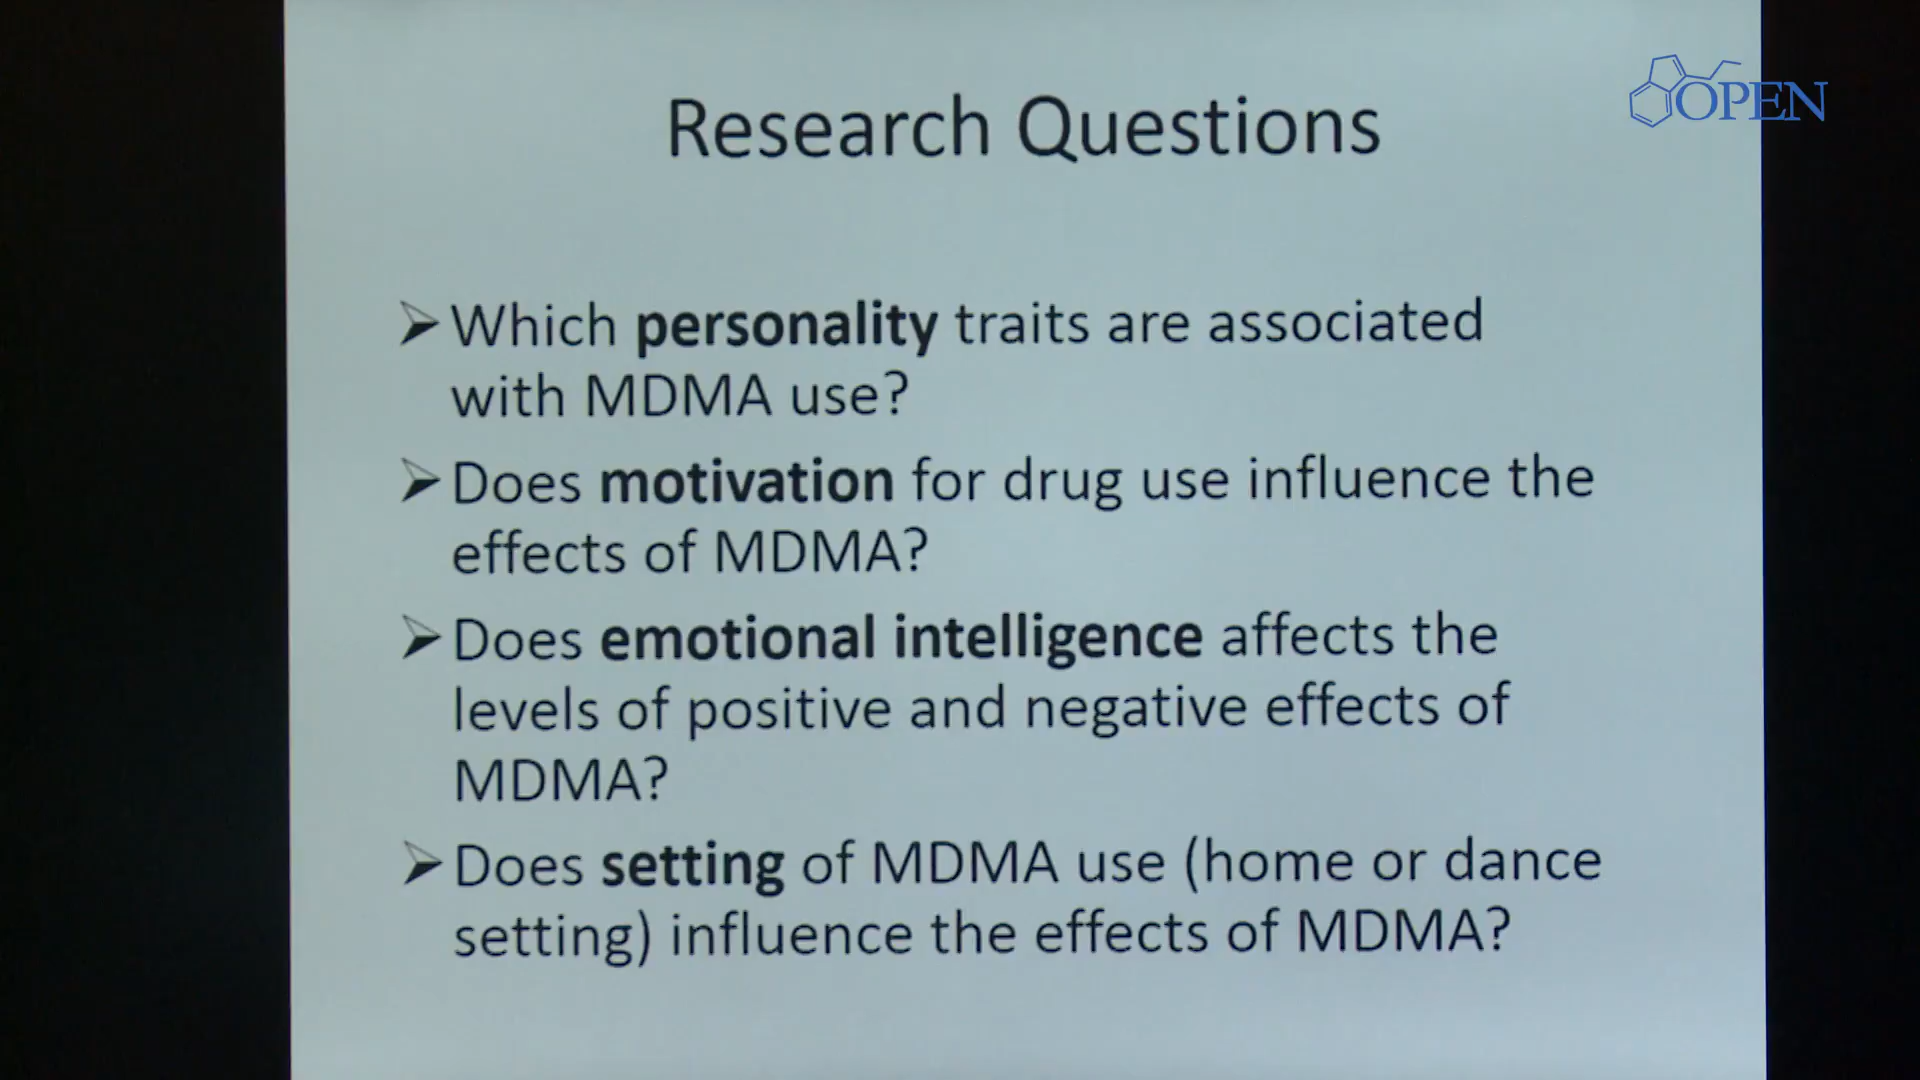 OPEN
Research Questions
Which personality traits are associated
with MDMA use?
Does motivation for drug use influence the
effects of MDMA?
Does emotional intelligence affects the
levels of positive and negative effects of
MDMA?
Does setting of MDMA use (home or dance
setting) influence the effects of MDMA?